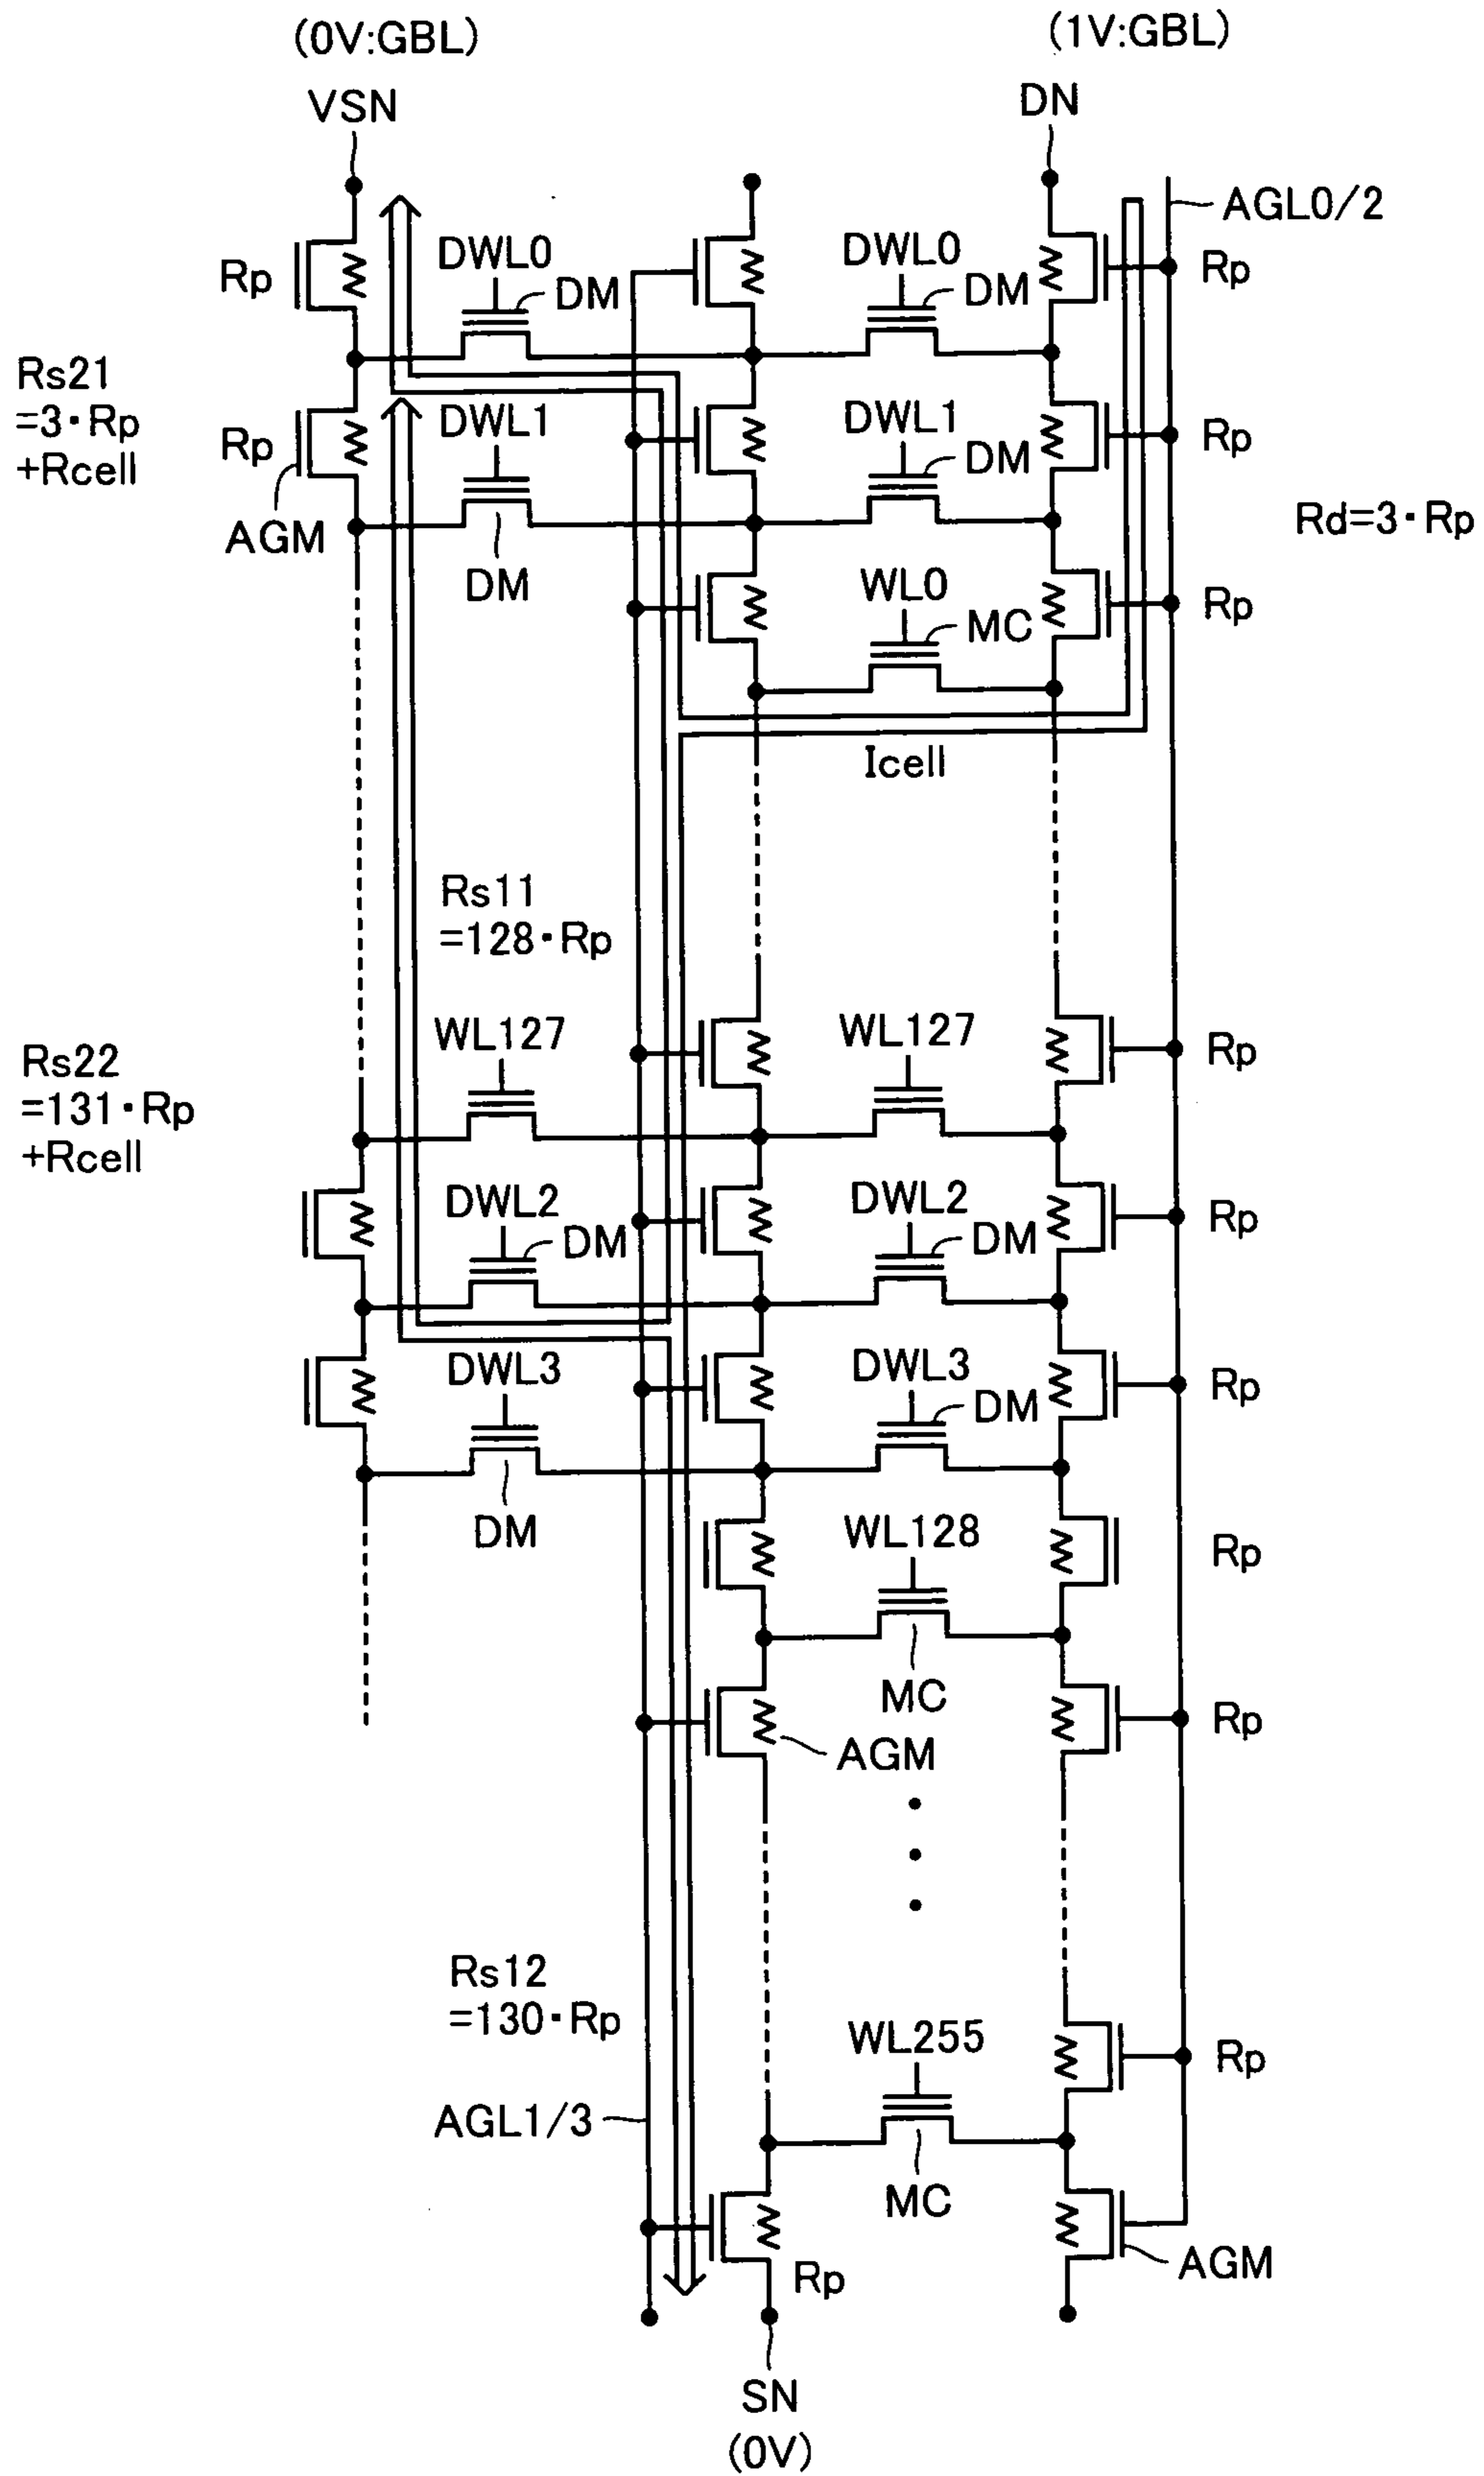 (0V:GBL)
(1V:GBL)
VSN
DN
AGL0/2
Rp
DWL0
DM
DWL0
DM
Rp
Rs21
=3・Rp
+Rcell
Rp
DWL1
DWL1
DM
Rp
AGM
DM
Rd=3・Rp
WL0
MC
Rp
Icell
Rs11
=128・Rp
WL127
WL127
Rp
Rs22
=131・Rp
+Rcell
DWL2
DM
DWL2
DM
Rp
DWL3
DWL3
DM
Rp
DM
WL128
Rp
MC
Rp
AGM
Rs12
=130・Rp
WL255
Rp
AGL1/3
MC
AGM
Rp
SN
(0V)